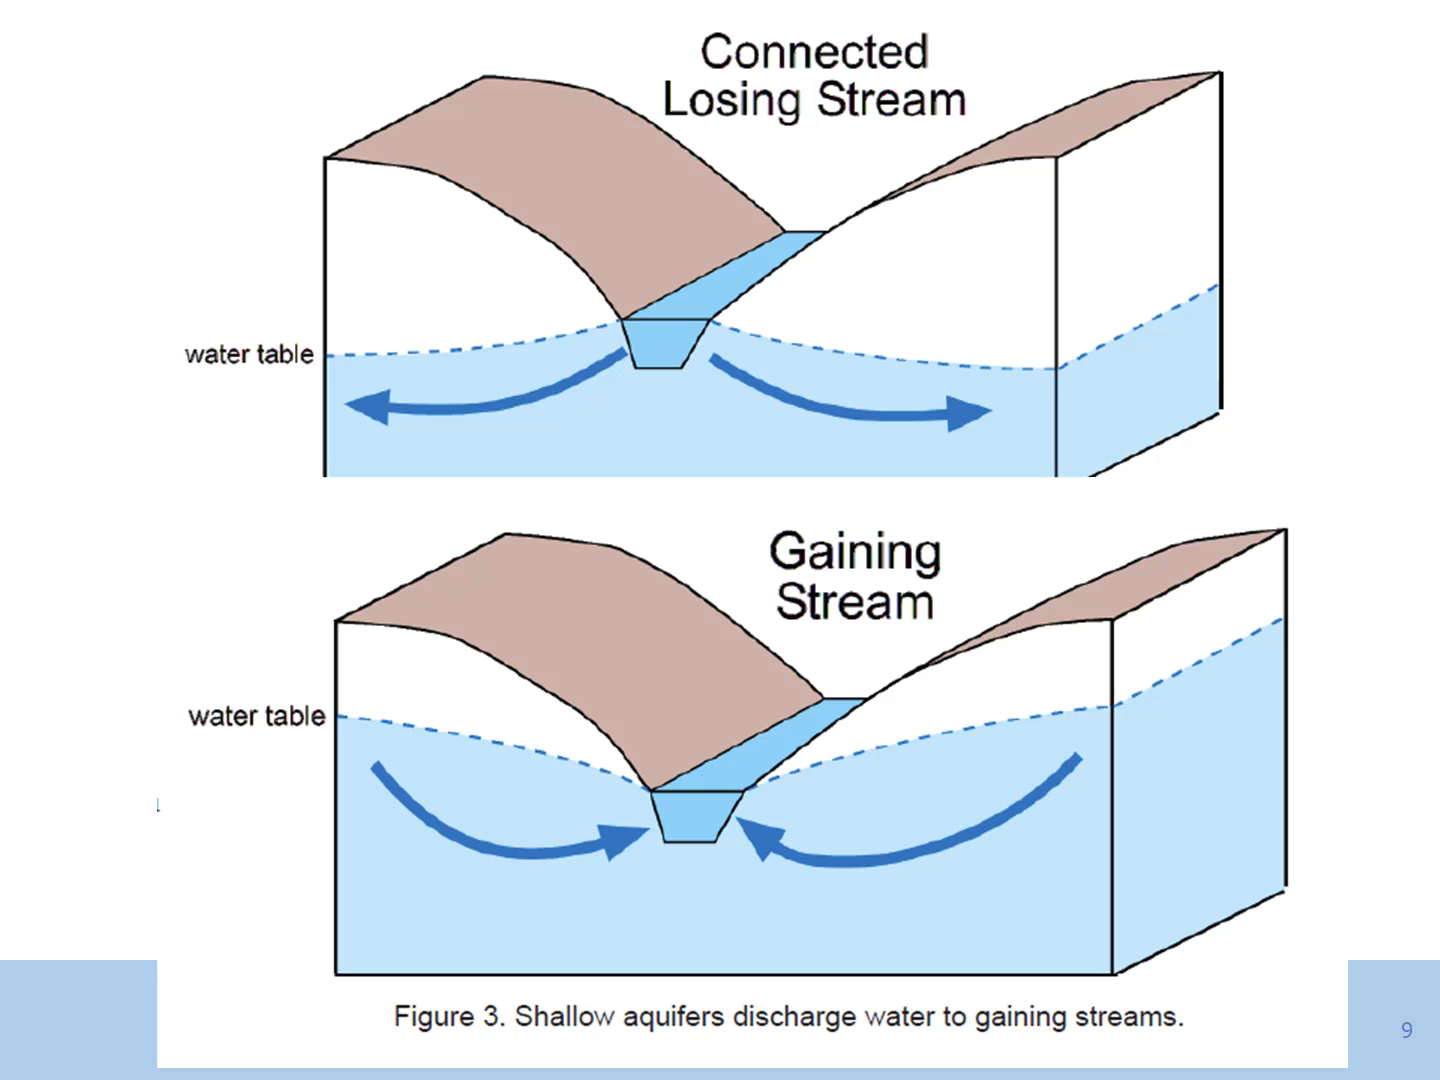 Connected
Losing Stream
water table
Gaining
Stream
water table
Figure 3. Shallow aquifers discharge water to gaining streams.
9